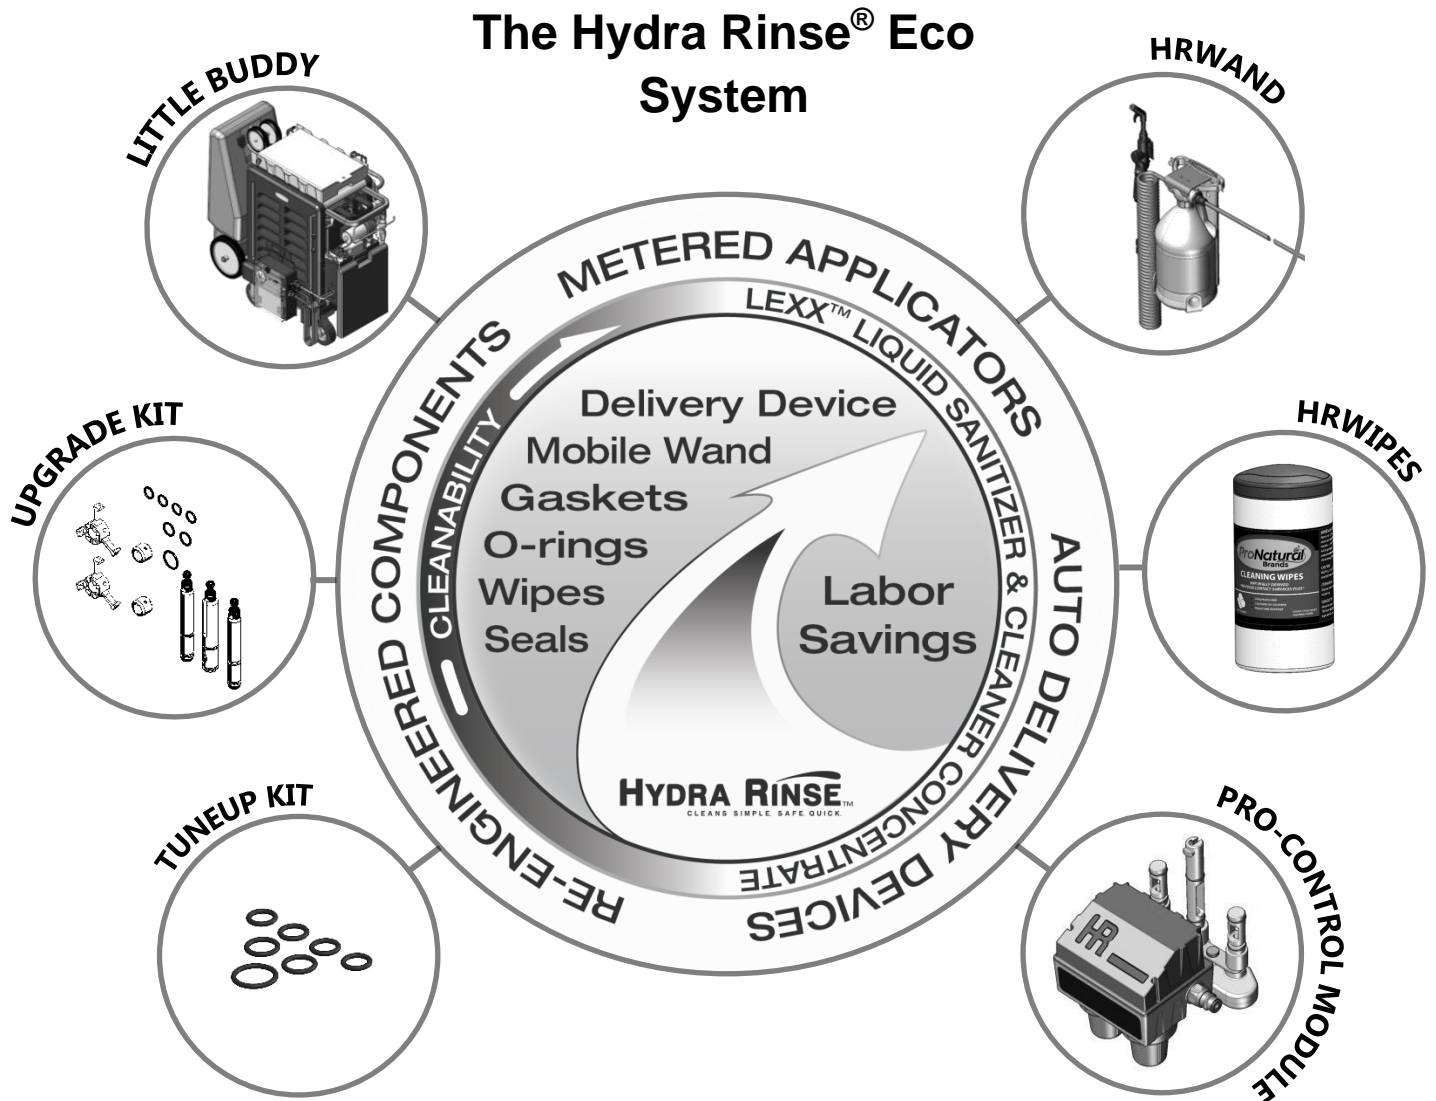 The Hydra Rinse® Eco
System
LITTLE BUDDY
HRWAND
UPGRADE KIT
HRWIPES
TUNEUP KIT
PRO-CONTROL MODULE
METERED APPLICATORS
AUTO DELIVERY DEVICES
RE-ENGINEERED COMPONENTS
CLEANABILITY
LEXX™ LIQUID SANITIZER & CLEANER CONCENTRATE
Delivery Device
Mobile Wand
Gaskets
O-rings
Wipes
Seals
Labor
Savings
HYDRA RINSE™
CLEANS SIMPLE. SAFE. QUICK.
ProNatural
Brands
CLEANING WIPES
HR